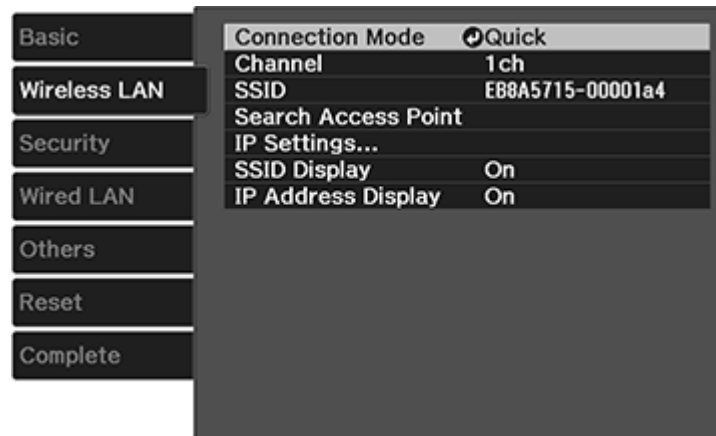 Basic
Wireless LAN
Security
Wired LAN
Others
Reset
Complete
Connection Mode Quick
Channel 1ch
SSID EB8A5715-00001a4
Search Access Point
IP Settings...
SSID Display On
IP Address Display On